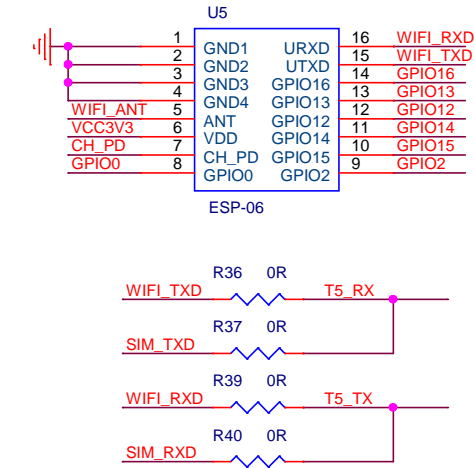 U5
1 GND1 URXD 16 WIFI_RXD
2 GND2 UTXD 15 WIFI_TXD
3 GND3 GPIO16 14 GPIO16
4 GND4 GPIO13 13 GPIO13
WIFI_ANT 5 ANT GPIO12 12 GPIO12
VCC3V3 6 VDD GPIO14 11 GPIO14
CH_PD 7 CH_PD GPIO15 10 GPIO15
GPIO0 8 GPIO0 GPIO2 9 GPIO2
ESP-06
R36 0R
WIFI_TXD T5_RX
R37 0R
SIM_TXD
R39 0R
WIFI_RXD T5_TX
R40 0R
SIM_RXD